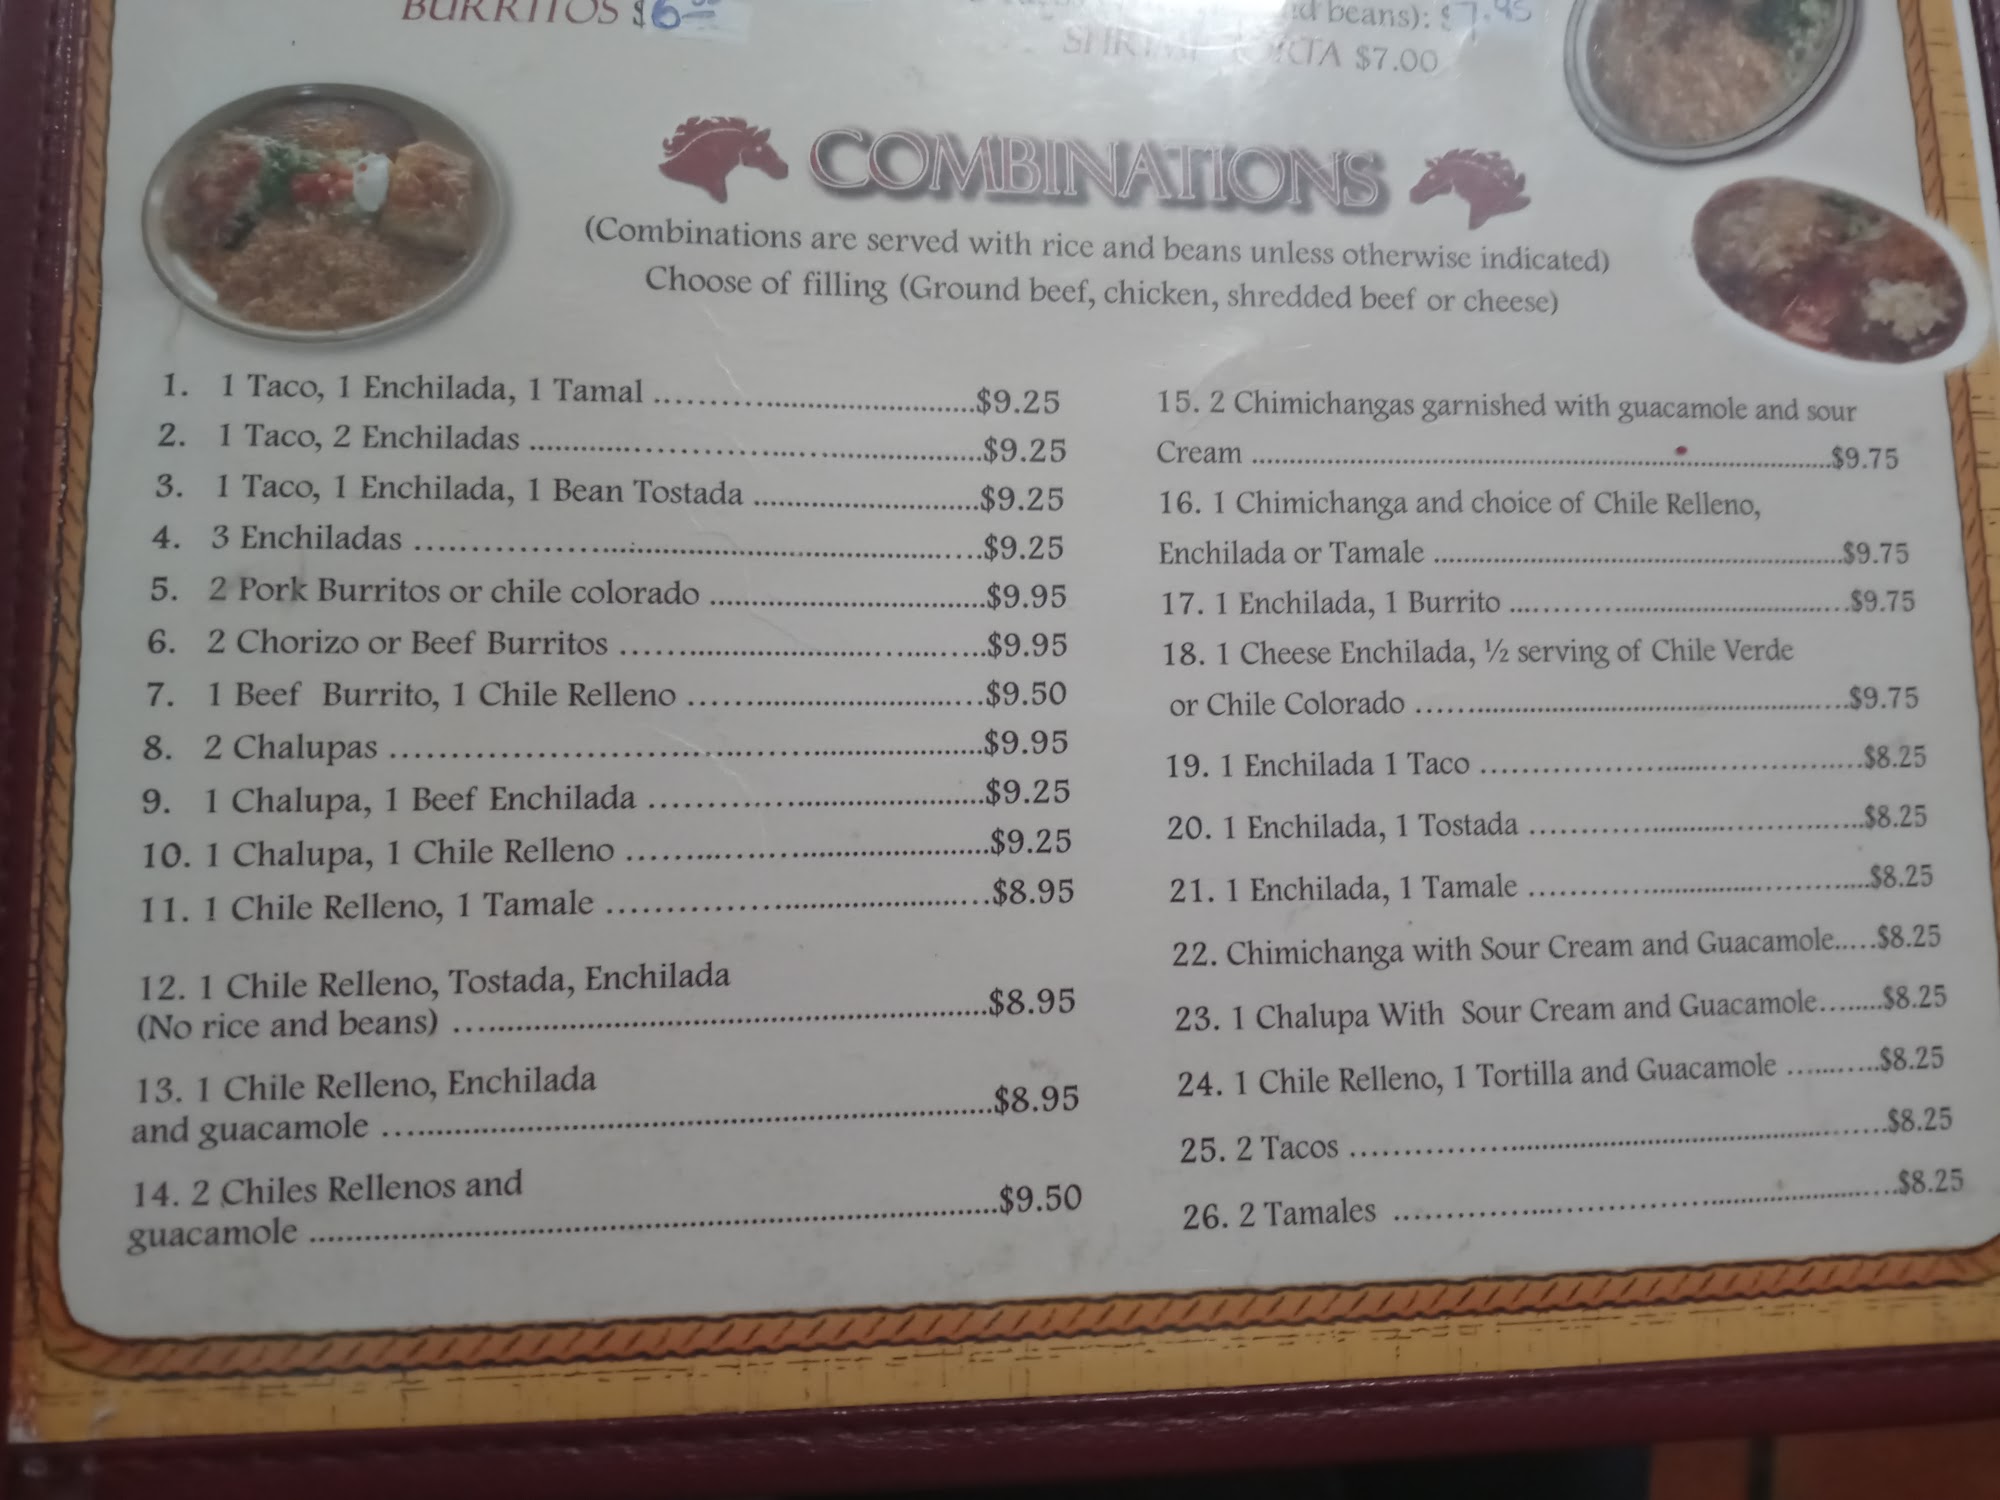 BURRITOS $6.00
nd beans): $7.95
$7.00
COMBINATIONS
(Combinations are served with rice and beans unless otherwise indicated)
Choose of filling (Ground beef, chicken, shredded beef or cheese)
1. 1 Taco, 1 Enchilada, 1 Tamal $9.25
2. 1 Taco, 2 Enchiladas $9.25
3. 1 Taco, 1 Enchilada, 1 Bean Tostada $9.25
4. 3 Enchiladas $9.25
5. 2 Pork Burritos or chile colorado $9.95
6. 2 Chorizo or Beef Burritos $9.95
7. 1 Beef Burrito, 1 Chile Relleno $9.50
8. 2 Chalupas $9.95
9. 1 Chalupa, 1 Beef Enchilada $9.25
10. 1 Chalupa, 1 Chile Relleno $9.25
11. 1 Chile Relleno, 1 Tamale $8.95
12. 1 Chile Relleno, Tostada, Enchilada
(No rice and beans) $8.95
13. 1 Chile Relleno, Enchilada
and guacamole $8.95
14. 2 Chiles Rellenos and
guacamole $9.50
15. 2 Chimichangas garnished with guacamole and sour
Cream $9.75
16. 1 Chimichanga and choice of Chile Relleno,
Enchilada or Tamale $9.75
17. 1 Enchilada, 1 Burrito $9.75
18. 1 Cheese Enchilada, ½ serving of Chile Verde
or Chile Colorado $9.75
19. 1 Enchilada 1 Taco $8.25
20. 1 Enchilada, 1 Tostada $8.25
21. 1 Enchilada, 1 Tamale $8.25
22. Chimichanga with Sour Cream and Guacamole $8.25
23. 1 Chalupa With Sour Cream and Guacamole $8.25
24. 1 Chile Relleno, 1 Tortilla and Guacamole $8.25
25. 2 Tacos $8.25
26. 2 Tamales $8.25